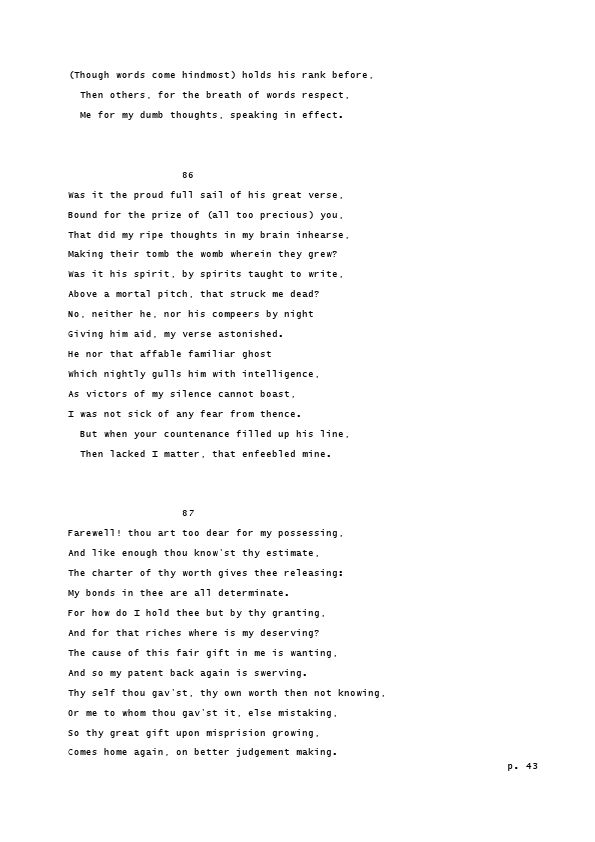 (Though words come hindmost) holds his rank before,
Then others, for the breath of words respect,
Me for my dumb thoughts, speaking in effect.
86
Was it the proud full sail of his great verse,
Bound for the prize of (all too precious) you,
That did my ripe thoughts in my brain inhearse,
Making their tomb the womb wherein they grew?
Was it his spirit, by spirits taught to write,
Above a mortal pitch, that struck me dead?
No, neither he, nor his compeers by night
Giving him aid, my verse astonished.
He nor that affable familiar ghost
Which nightly gulls him with intelligence,
As victors of my silence cannot boast,
I was not sick of any fear from thence.
But when your countenance filled up his line,
Then lacked I matter, that enfeebled mine.
87
Farewell! thou art too dear for my possessing,
And like enough thou know'st thy estimate,
The charter of thy worth gives thee releasing:
My bonds in thee are all determinate.
For how do I hold thee but by thy granting,
And for that riches where is my deserving?
The cause of this fair gift in me is wanting,
And so my patent back again is swerving.
Thy self thou gav'st, thy own worth then not knowing,
Or me to whom thou gav'st it, else mistaking,
So thy great gift upon misprision growing,
Comes home again, on better judgement making.
p. 43